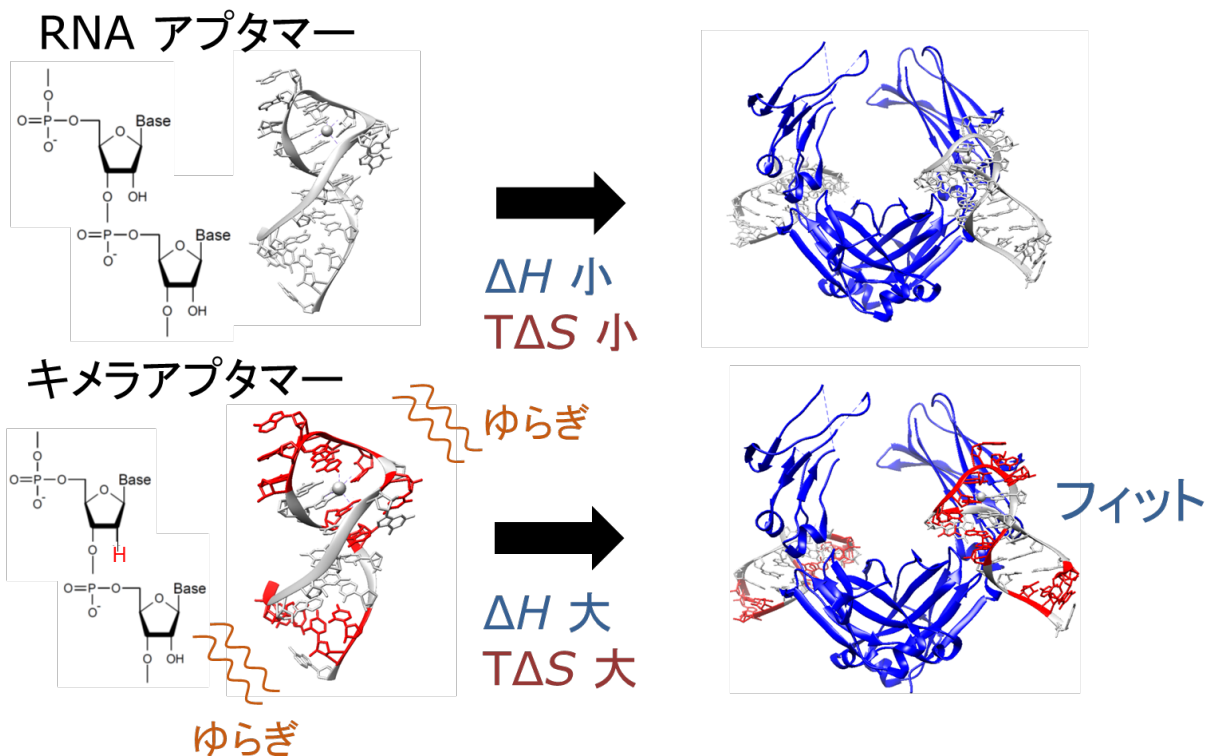 RNA アプタマー
O
O=P
O
O
Base
O-
O
OH
O
O=P
O
O
Base
O-
O
OH
ΔH 小
TΔS 小
キメラアプタマー
ゆらぎ
O
O=P
O
O
Base
O-
O
H
O=P
O
O
Base
O-
O
OH
ゆらぎ
ΔH 大
TΔS 大
フィット